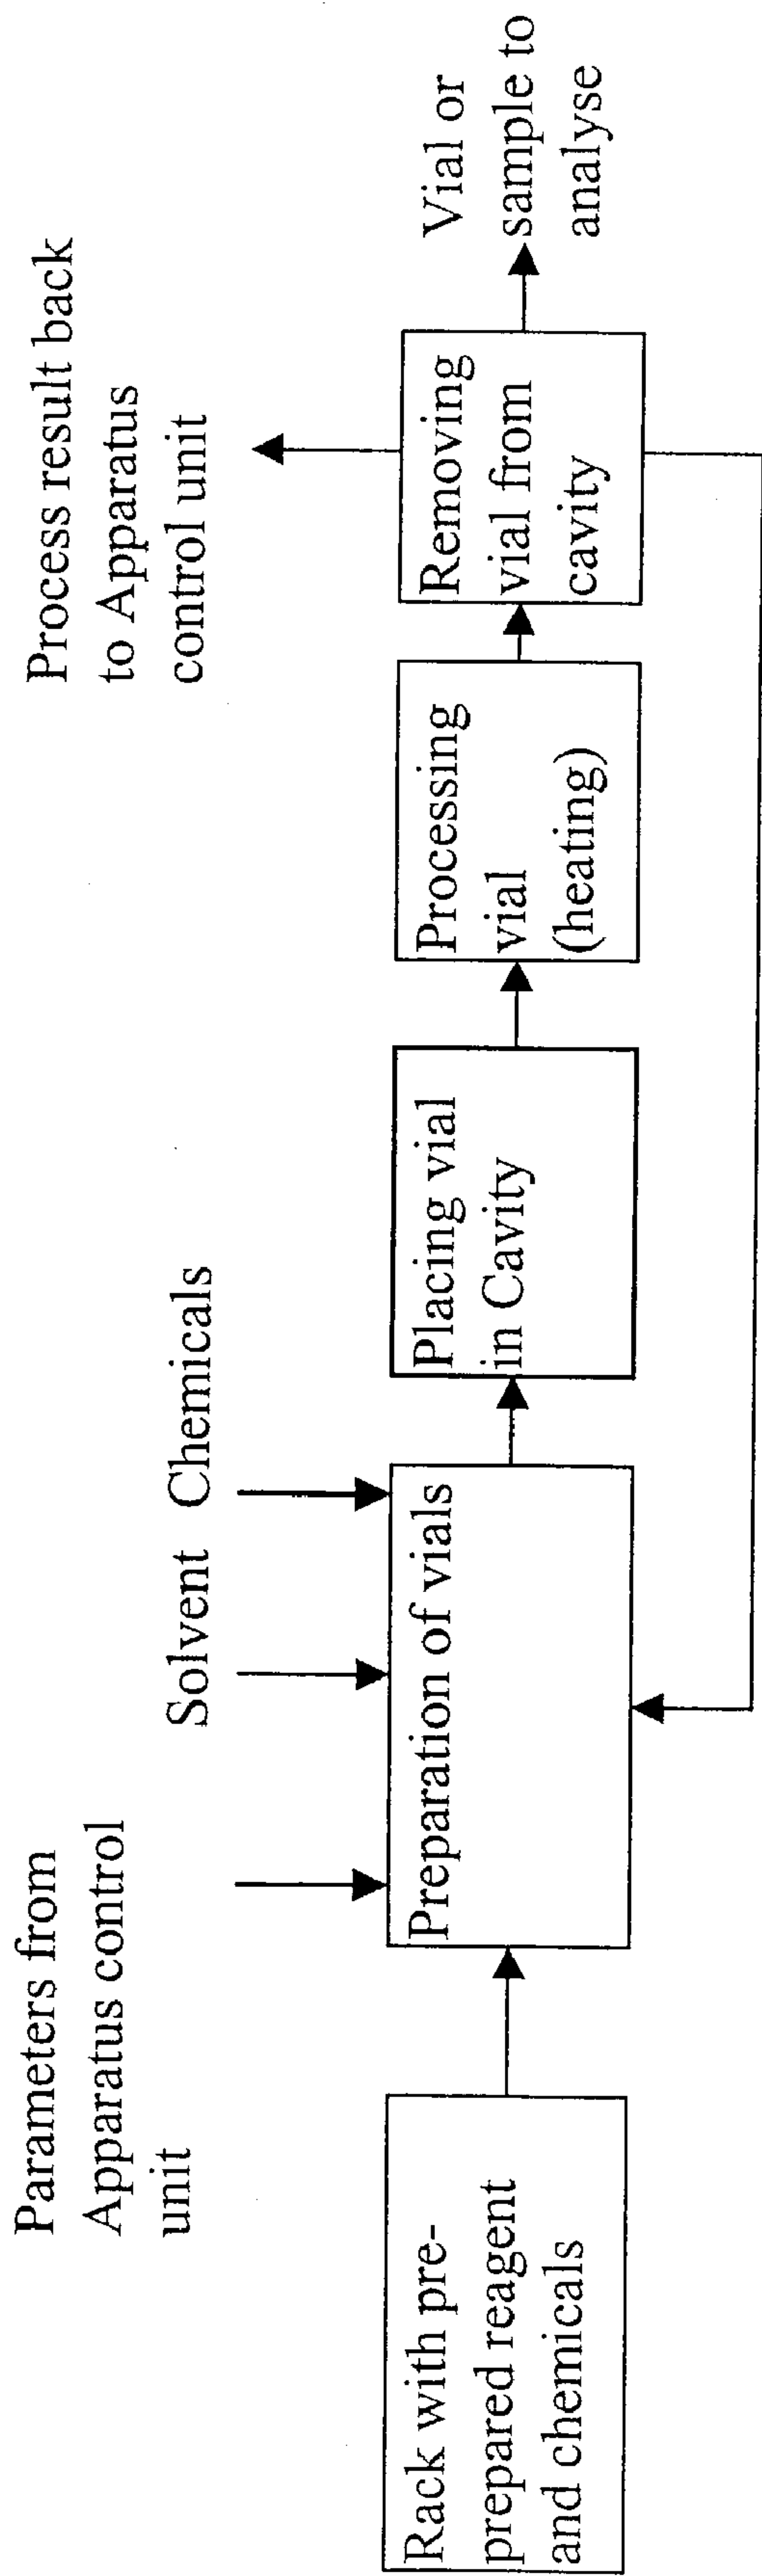 Parameters from
Apparatus control
unit
Solvent
Chemicals
Process result back
to Apparatus
control unit
Rack with pre-
prepared reagent
and chemicals
Preparation of vials
Placing vial
in Cavity
Processing
vial
(heating)
Removing
vial from
cavity
Vial or
sample to
analyse